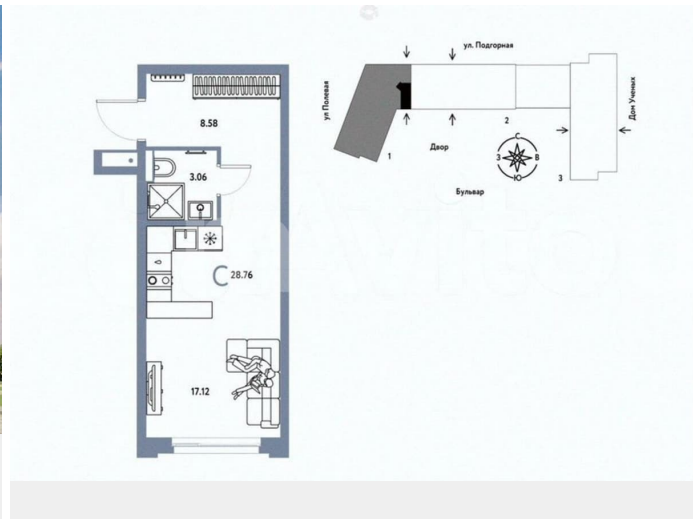 8.58
3.06
С 28.76
17.12
ул. Подгорная
ул Полевая
Дом Ученых
2
Двор
С
З
В
Ю
1
3
Бульвар
Avito